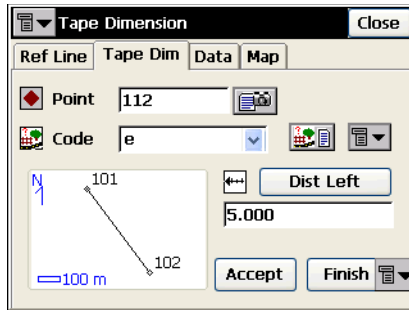 Tape Dimension Close
Ref Line Tape Dim Data Map
Point 112
Code e
N 101
Dist Left
5.000
102
100 m
Accept Finish